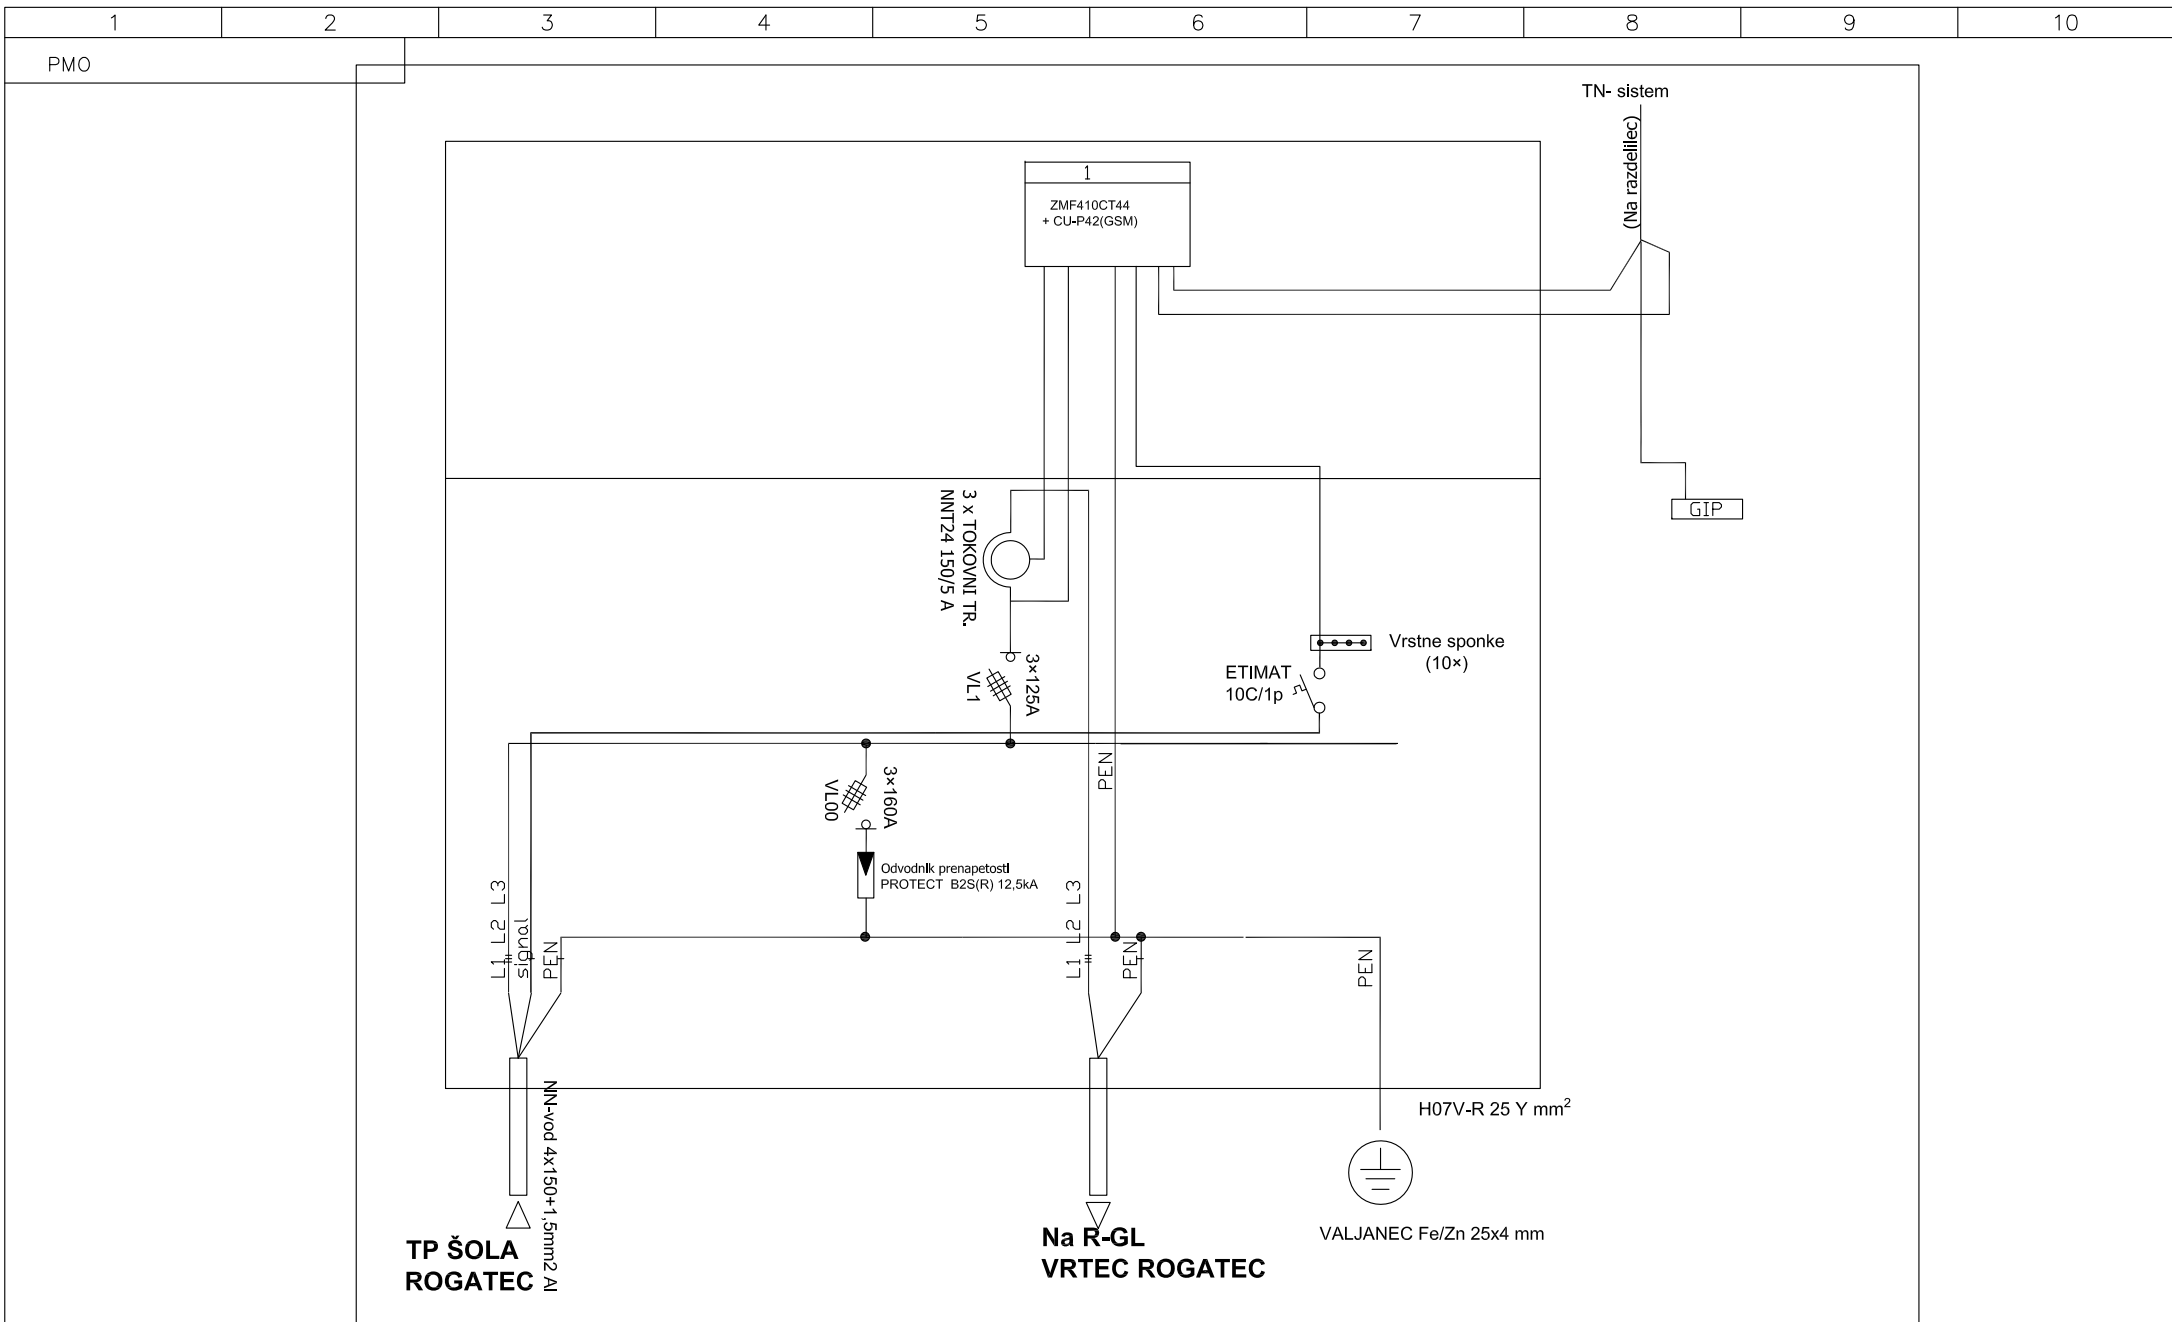 1 2 3 4 5 6 7 8 9 10
PMO
TN- sistem
(Na razdelilec)
1
ZMF410CT44
+ CU-P42(GSM)
GIP
3 x TOKOVNI TR.
NNT24 150/5 A
3×125A
VL1
Vrstne sponke
(10×)
ETIMAT
10C/1p
PEN
3×160A
VL00
Odvodnik prenapetosti
PROTECT B2S(R) 12,5kA
L1 L2 L3
signal
PEN
L1 L2 L3
PEN
PEN
H07V-R 25 Y mm²
NN-vod 4x150+1,5mm2 Al
TP ŠOLA
ROGATEC
Na R-GL
VRTEC ROGATEC
VALJANEC Fe/Zn 25x4 mm